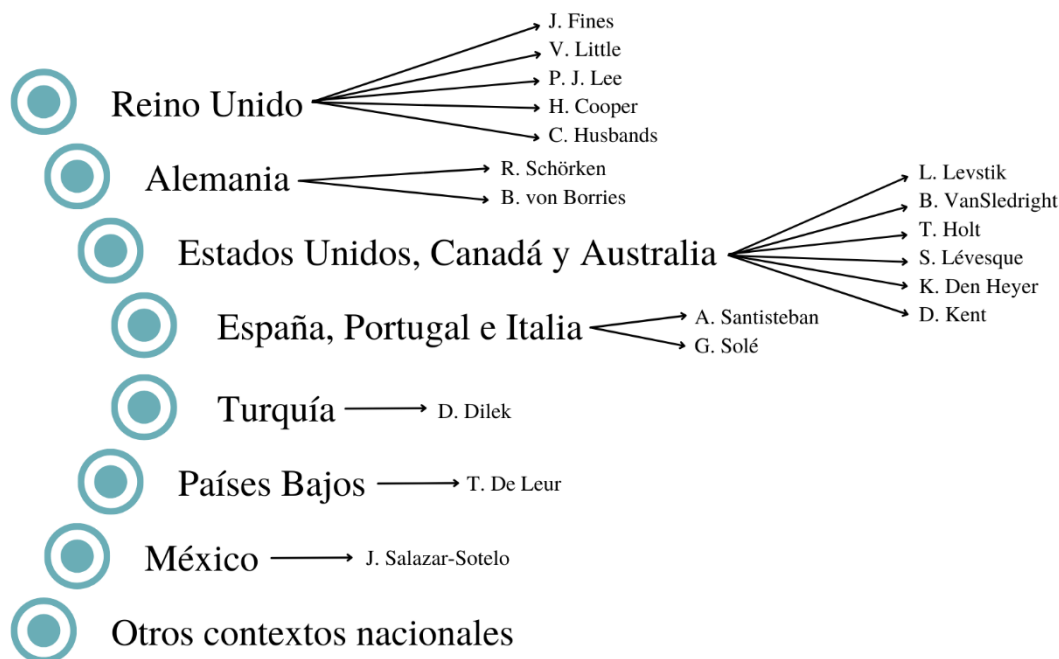 Reino Unido
J. Fines
V. Little
P. J. Lee
H. Cooper
C. Husbands
Alemania
R. Schörken
B. von Borries
Estados Unidos, Canadá y Australia
L. Levstik
B. VanSledright
T. Holt
S. Lévesque
K. Den Heyer
D. Kent
España, Portugal e Italia
A. Santisteban
G. Solé
Turquía
D. Dilek
Países Bajos
T. De Leur
México
J. Salazar-Sotelo
Otros contextos nacionales